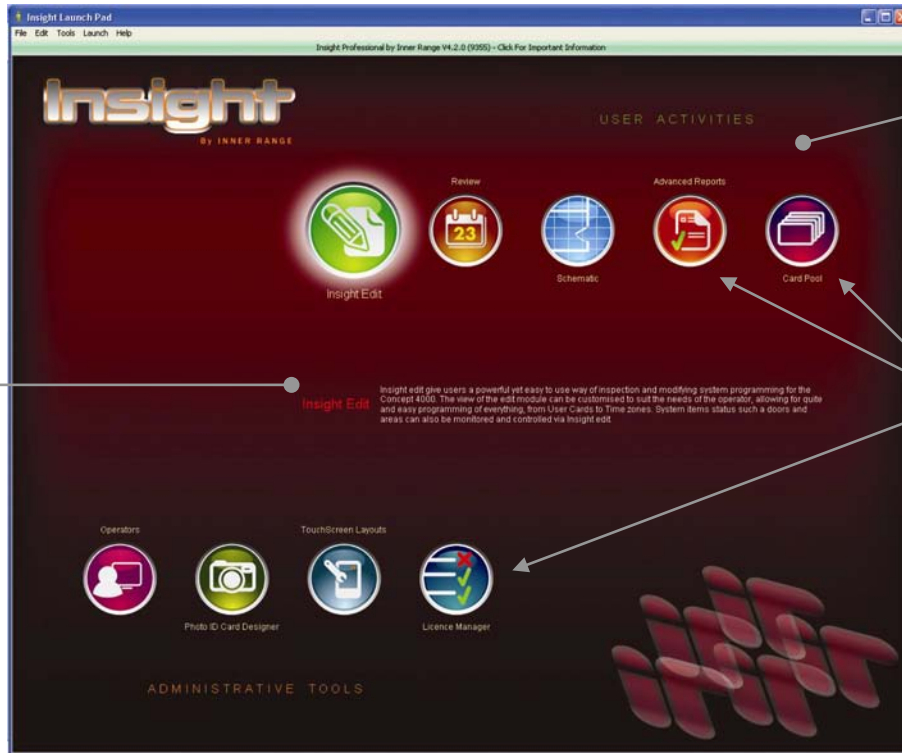 Insight Launch Pad
File Edit Tools Launch Help
Insight Professional by Inner Range V4.2.0 (9355) - Click For Important Information
Insight
By INNER RANGE
USER ACTIVITIES
Review
Advanced Reports
23
Insight Edit
Schematic
Card Pool
Insight Edit
Insight edit give users a powerful yet easy to use way of inspection and modifying system programming for the
Concept 4000. The view of the edit module can be customised to suit the needs of the operator, allowing for quite
and easy programming of everything, from User Cards to Time zones. System items status such a doors and
areas can also be monitored and controlled via Insight edit.
Operators
TouchScreen Layouts
Photo ID Card Designer
Licence Manager
ADMINISTRATIVE TOOLS